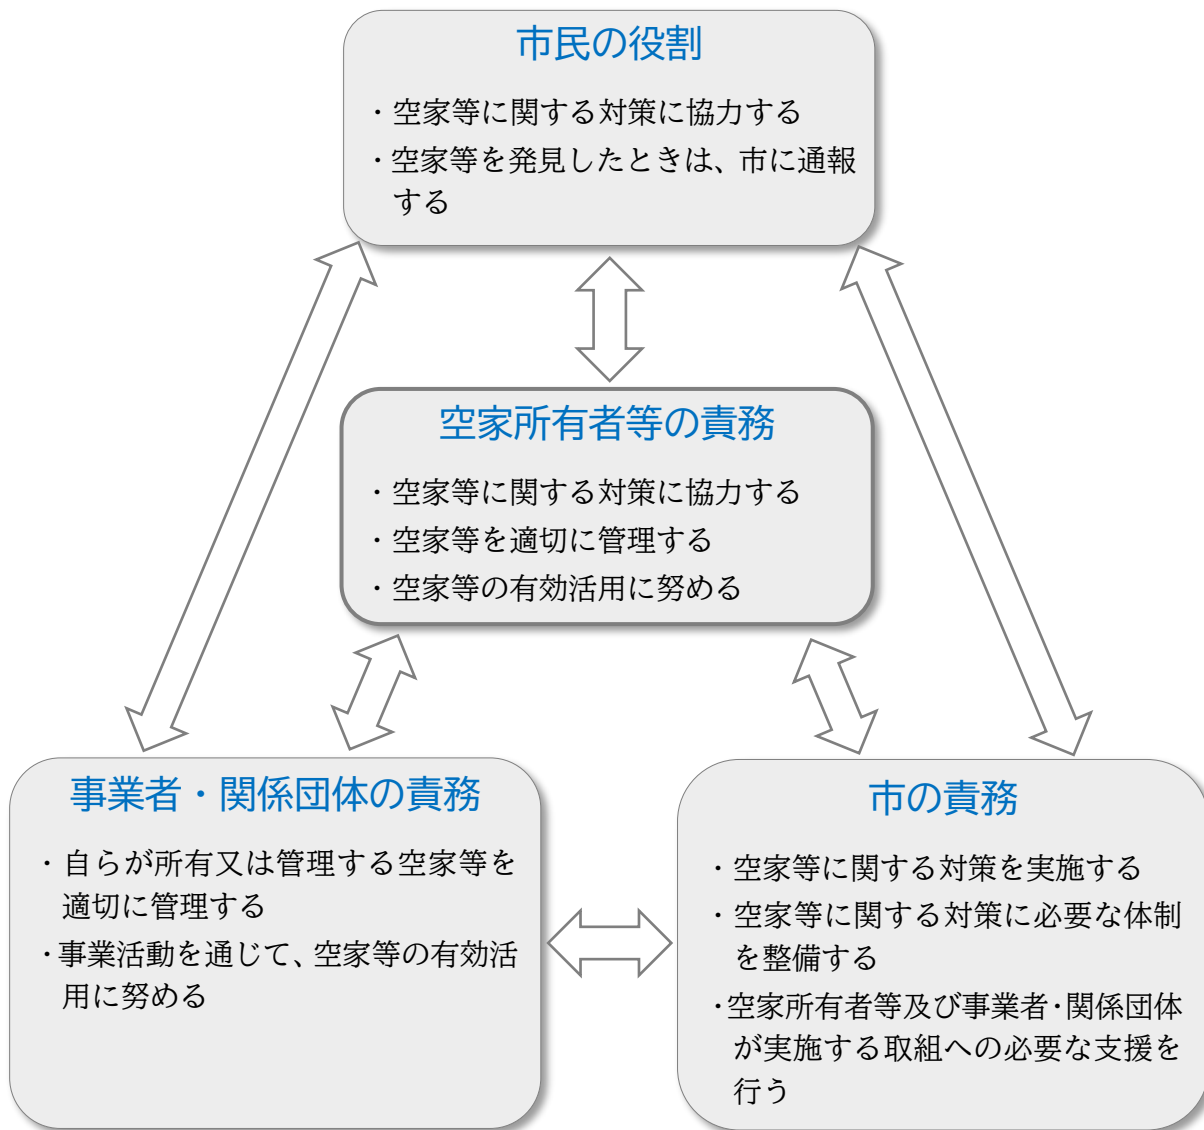 市民の役割
・空家等に関する対策に協力する
・空家等を発見したときは、市に通報
する
空家所有者等の責務
・空家等に関する対策に協力する
・空家等を適切に管理する
・空家等の有効活用に努める
事業者・関係団体の責務
・自らが所有又は管理する空家等を
適切に管理する
・事業活動を通じて、空家等の有効活
用に努める
市の責務
・空家等に関する対策を実施する
・空家等に関する対策に必要な体制
を整備する
・空家所有者等及び事業者・関係団体
が実施する取組への必要な支援を
行う